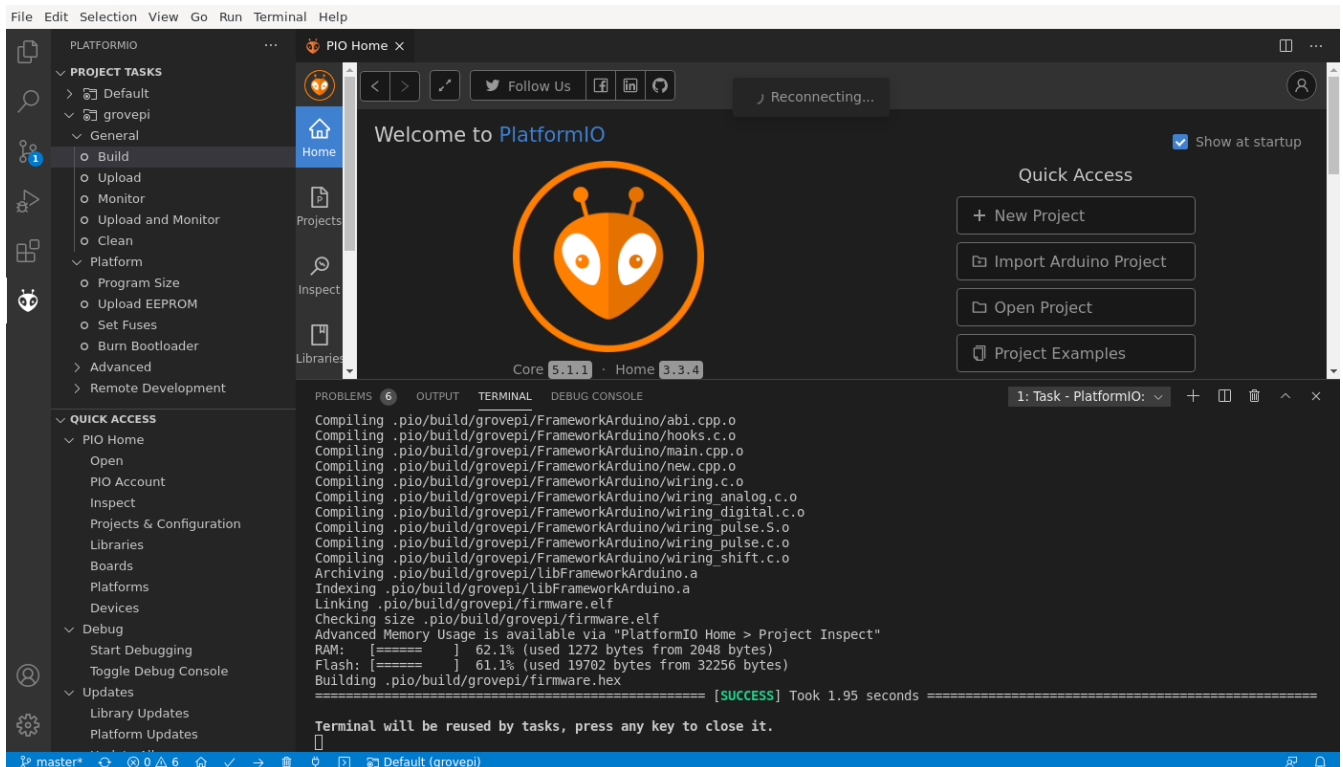 File Edit Selection View Go Run Terminal Help
PLATFORMIO
PROJECT TASKS
Default
grovepi
General
Build
Upload
Monitor
Upload and Monitor
Clean
Platform
Program Size
Upload EEPROM
Set Fuses
Burn Bootloader
Advanced
Remote Development
QUICK ACCESS
PIO Home
Open
PIO Account
Inspect
Projects & Configuration
Libraries
Boards
Platforms
Devices
Debug
Start Debugging
Toggle Debug Console
Updates
Library Updates
Platform Updates
1
PIO Home
Follow Us
Reconnecting...
Home
Projects
Inspect
Libraries
Welcome to PlatformIO
Show at startup
Quick Access
+ New Project
Import Arduino Project
Open Project
Project Examples
Core 5.1.1 · Home 3.3.4
PROBLEMS 6 OUTPUT TERMINAL DEBUG CONSOLE
1: Task - PlatformIO:
Compiling .pio/build/grovepi/FrameworkArduino/abi.cpp.o
Compiling .pio/build/grovepi/FrameworkArduino/hooks.c.o
Compiling .pio/build/grovepi/FrameworkArduino/main.cpp.o
Compiling .pio/build/grovepi/FrameworkArduino/new.cpp.o
Compiling .pio/build/grovepi/FrameworkArduino/wiring.c.o
Compiling .pio/build/grovepi/FrameworkArduino/wiring_analog.c.o
Compiling .pio/build/grovepi/FrameworkArduino/wiring_digital.c.o
Compiling .pio/build/grovepi/FrameworkArduino/wiring_pulse.S.o
Compiling .pio/build/grovepi/FrameworkArduino/wiring_pulse.c.o
Compiling .pio/build/grovepi/FrameworkArduino/wiring_shift.c.o
Archiving .pio/build/grovepi/libFrameworkArduino.a
Indexing .pio/build/grovepi/libFrameworkArduino.a
Linking .pio/build/grovepi/firmware.elf
Checking size .pio/build/grovepi/firmware.elf
Advanced Memory Usage is available via "PlatformIO Home > Project Inspect"
RAM:   [======    ]  62.1% (used 1272 bytes from 2048 bytes)
Flash: [======    ]  61.1% (used 19702 bytes from 32256 bytes)
Building .pio/build/grovepi/firmware.hex
=================================================== [SUCCESS] Took 1.95 seconds ===================================================
Terminal will be reused by tasks, press any key to close it.
master* 0 6 Default (grovepi)